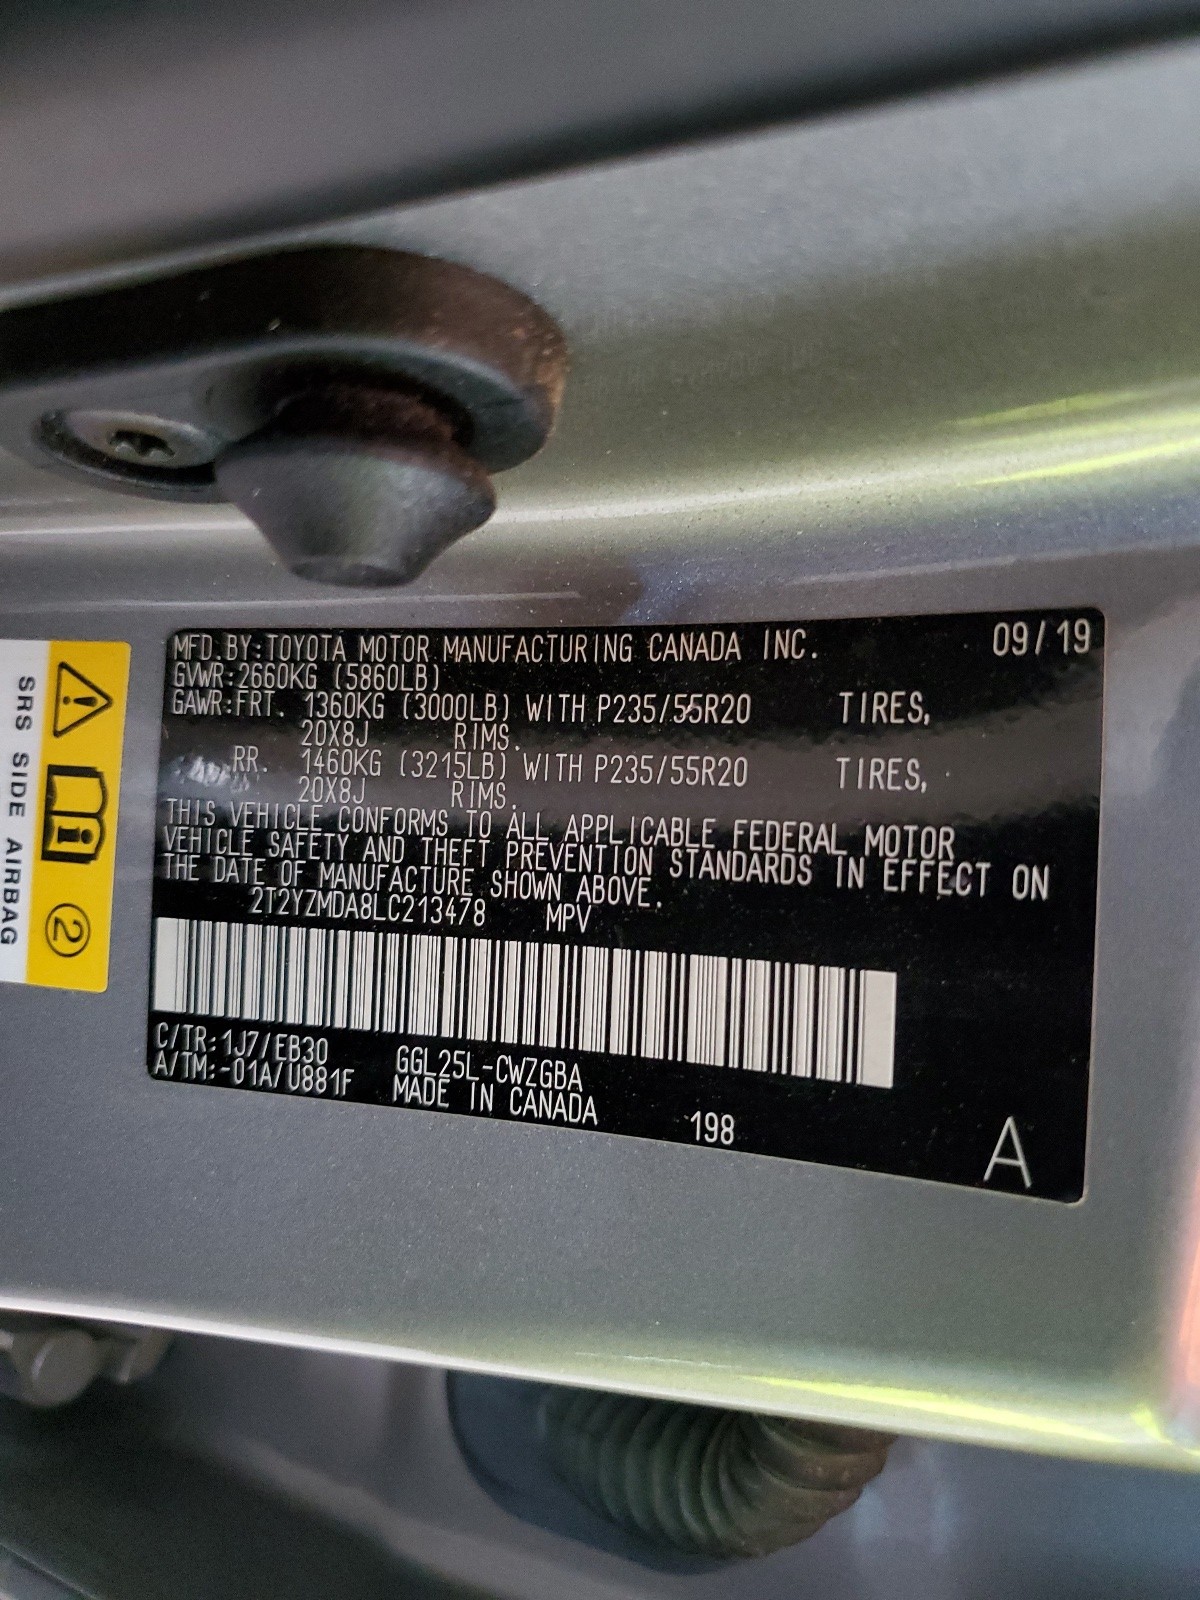 MFD.BY:TOYOTA MOTOR MANUFACTURING CANADA INC. 09/19
GVWR:2660KG (5860LB)
GAWR:FRT. 1360KG (3000LB) WITH P235/55R20 TIRES,
20X8J RIMS.
RR. 1460KG (3215LB) WITH P235/55R20 TIRES,
20X8J RIMS.
THIS VEHICLE CONFORMS TO ALL APPLICABLE FEDERAL MOTOR
VEHICLE SAFETY AND THEFT PREVENTION STANDARDS IN EFFECT ON
THE DATE OF MANUFACTURE SHOWN ABOVE.
2T2YZMDA8LC213478 MPV
C/TR:1J7/EB30 GGL25L-CWZGBA
A/TM:-01A/U881F MADE IN CANADA 198
A
SRS SIDE AIRBAG
2